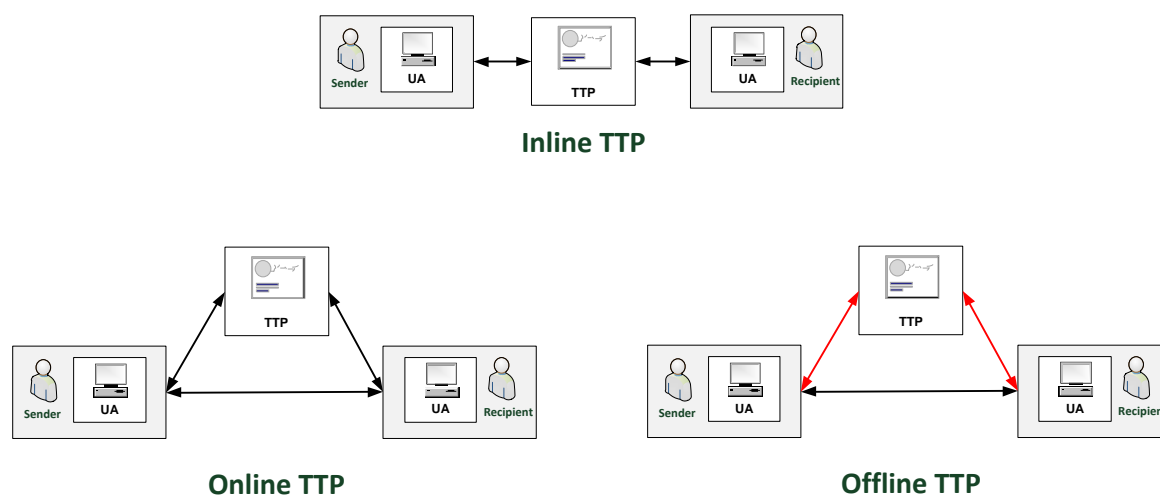 Sender
UA
TTP
UA
Recipient
Inline TTP
TTP
Sender
UA
UA
Recipient
Online TTP
TTP
Sender
UA
UA
Recipien
Offline TTP